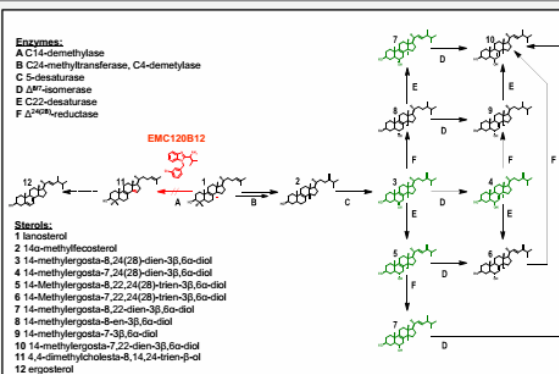 Enzymes:
A C14-demethylase
B C24-methyltransferase, C4-demetylase
C 5-desaturase
D Δ8/7-isomerase
E C22-desaturase
F Δ24(28)-reductase
EMC120B12
7
D
10
E
E
8
D
9
F
F
F
12
11
A
1
B
2
C
3
D
4
E
E
5
D
6
F
7
D
Sterols:
1 lanosterol
2 14α-methylfecosterol
3 14-methylergosta-8,24(28)-dien-3β,6α-diol
4 14-methylergosta-7,24(28)-dien-3β,6α-diol
5 14-Methylergosta-8,22,24(28)-trien-3β,6α-diol
6 14-Methylergosta-7,22,24(28)-trien-3β,6α-diol
7 14-methylergosta-8,22-dien-3β,6α-diol
8 14-methylergosta-8-en-3β,6α-diol
9 14-methylergosta-7-3β,6α-diol
10 14-methylergosta-7,22-dien-3β,6α-diol
11 4,4-dimethylcholesta-8,14,24-trien-β-ol
12 ergosterol